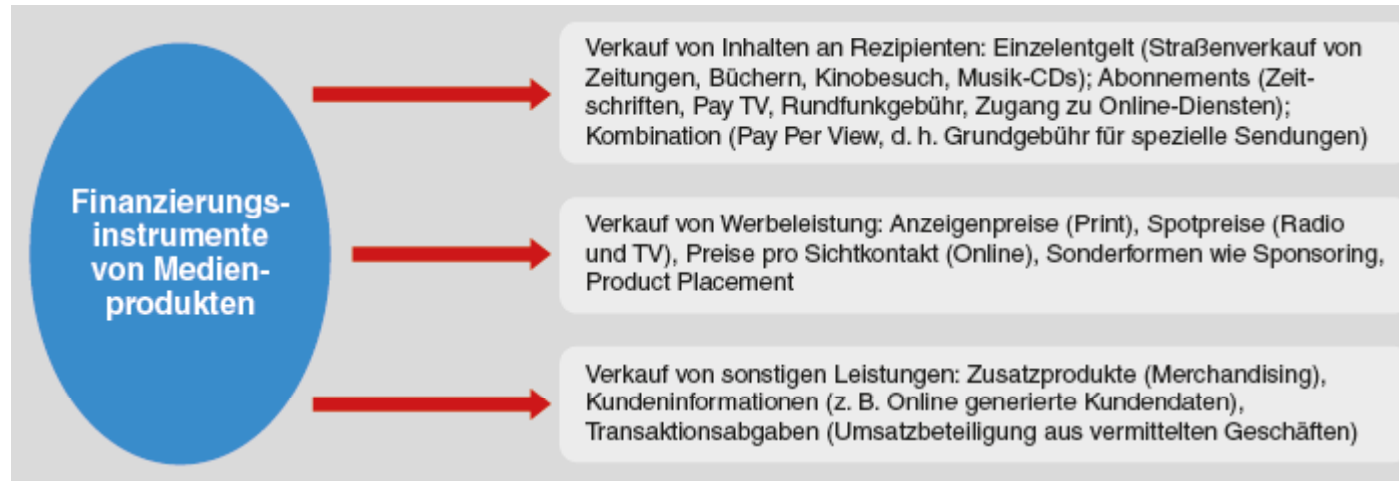 Finanzierungs-
instrumente
von Medien-
produkten
Verkauf von Inhalten an Rezipienten: Einzelentgelt (Straßenverkauf von
Zeitungen, Büchern, Kinobesuch, Musik-CDs); Abonnements (Zeit-
schriften, Pay TV, Rundfunkgebühr, Zugang zu Online-Diensten);
Kombination (Pay Per View, d. h. Grundgebühr für spezielle Sendungen)
Verkauf von Werbeleistung: Anzeigenpreise (Print), Spotpreise (Radio
und TV), Preise pro Sichtkontakt (Online), Sonderformen wie Sponsoring,
Product Placement
Verkauf von sonstigen Leistungen: Zusatzprodukte (Merchandising),
Kundeninformationen (z. B. Online generierte Kundendaten),
Transaktionsabgaben (Umsatzbeteiligung aus vermittelten Geschäften)